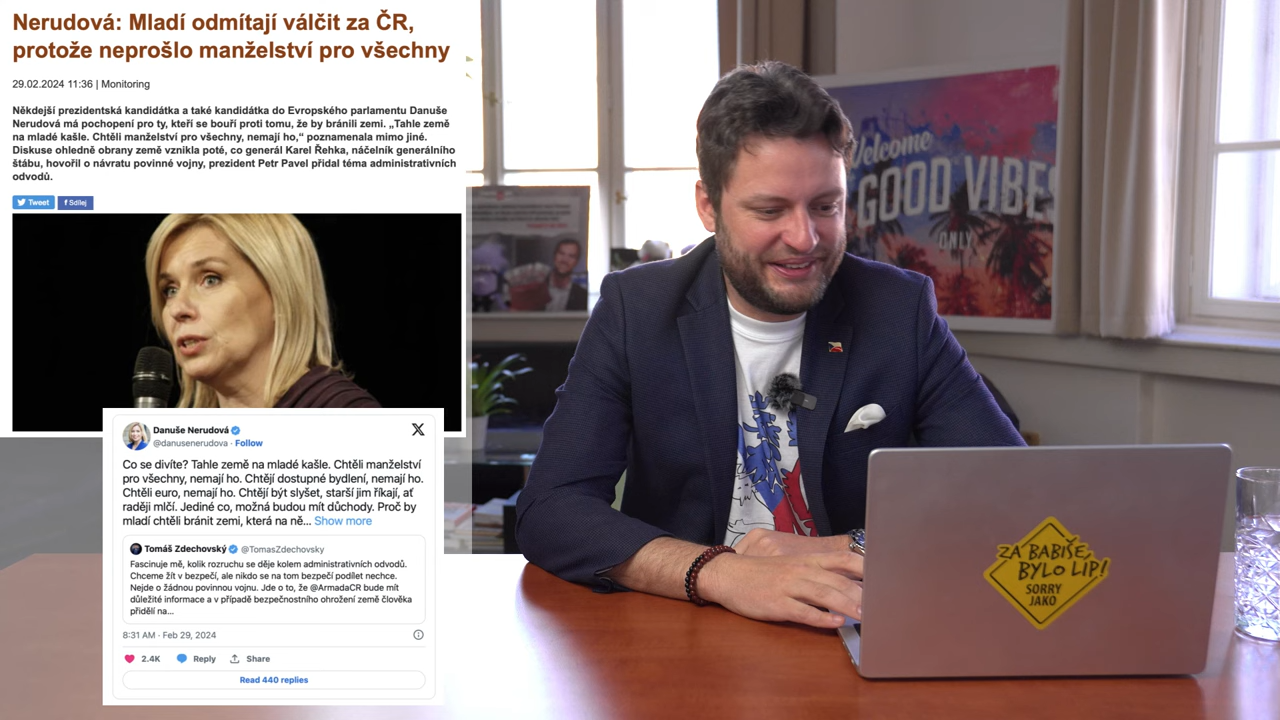 Nerudová: Mladí odmítají válčit za ČR,
protože neprošlo manželství pro všechny
29.02.2024 11:36 | Monitoring
Někdejší prezidentská kandidátka a také kandidátka do Evropského parlamentu Danuše
Nerudová má pochopení pro ty, kteří se bouří proti tomu, že by bránili zemi. „Tahle země
na mladé kašle. Chtěli manželství pro všechny, nemají ho,“ poznamenala mimo jiné.
Diskuse ohledně obrany země vznikla poté, co generál Karel Řehka, náčelník generálního
štábu, hovořil o návratu povinné vojny, prezident Petr Pavel přidal téma administrativních
odvodů.
Tweet
f Sdílej
Danuše Nerudová
@danusenerudova · Follow
Co se divíte? Tahle země na mladé kašle. Chtěli manželství
pro všechny, nemají ho. Chtějí dostupné bydlení, nemají ho.
Chtěli euro, nemají ho. Chtějí být slyšet, starší jim říkají, ať
raději mlčí. Jediné co, možná budou mít důchody. Proč by
mladí chtěli bránit zemi, která na ně... Show more
Tomáš Zdechovský @TomasZdechovsky
Fascinuje mě, kolik rozruchu se děje kolem administrativních odvodů.
Chceme žít v bezpečí, ale nikdo se na tom bezpečí podílet nechce.
Nejde o žádnou povinnou vojnu. Jde o to, že @ArmadaCR bude mít
důležité informace a v případě bezpečnostního ohrožení země člověka
přidělí na...
8:31 AM · Feb 29, 2024
2.4K Reply Share
Read 440 replies
Welcome
GOOD VIBES
ONLY
ZA BABIŠE
BYLO LÍP!
SORRY
JAKO